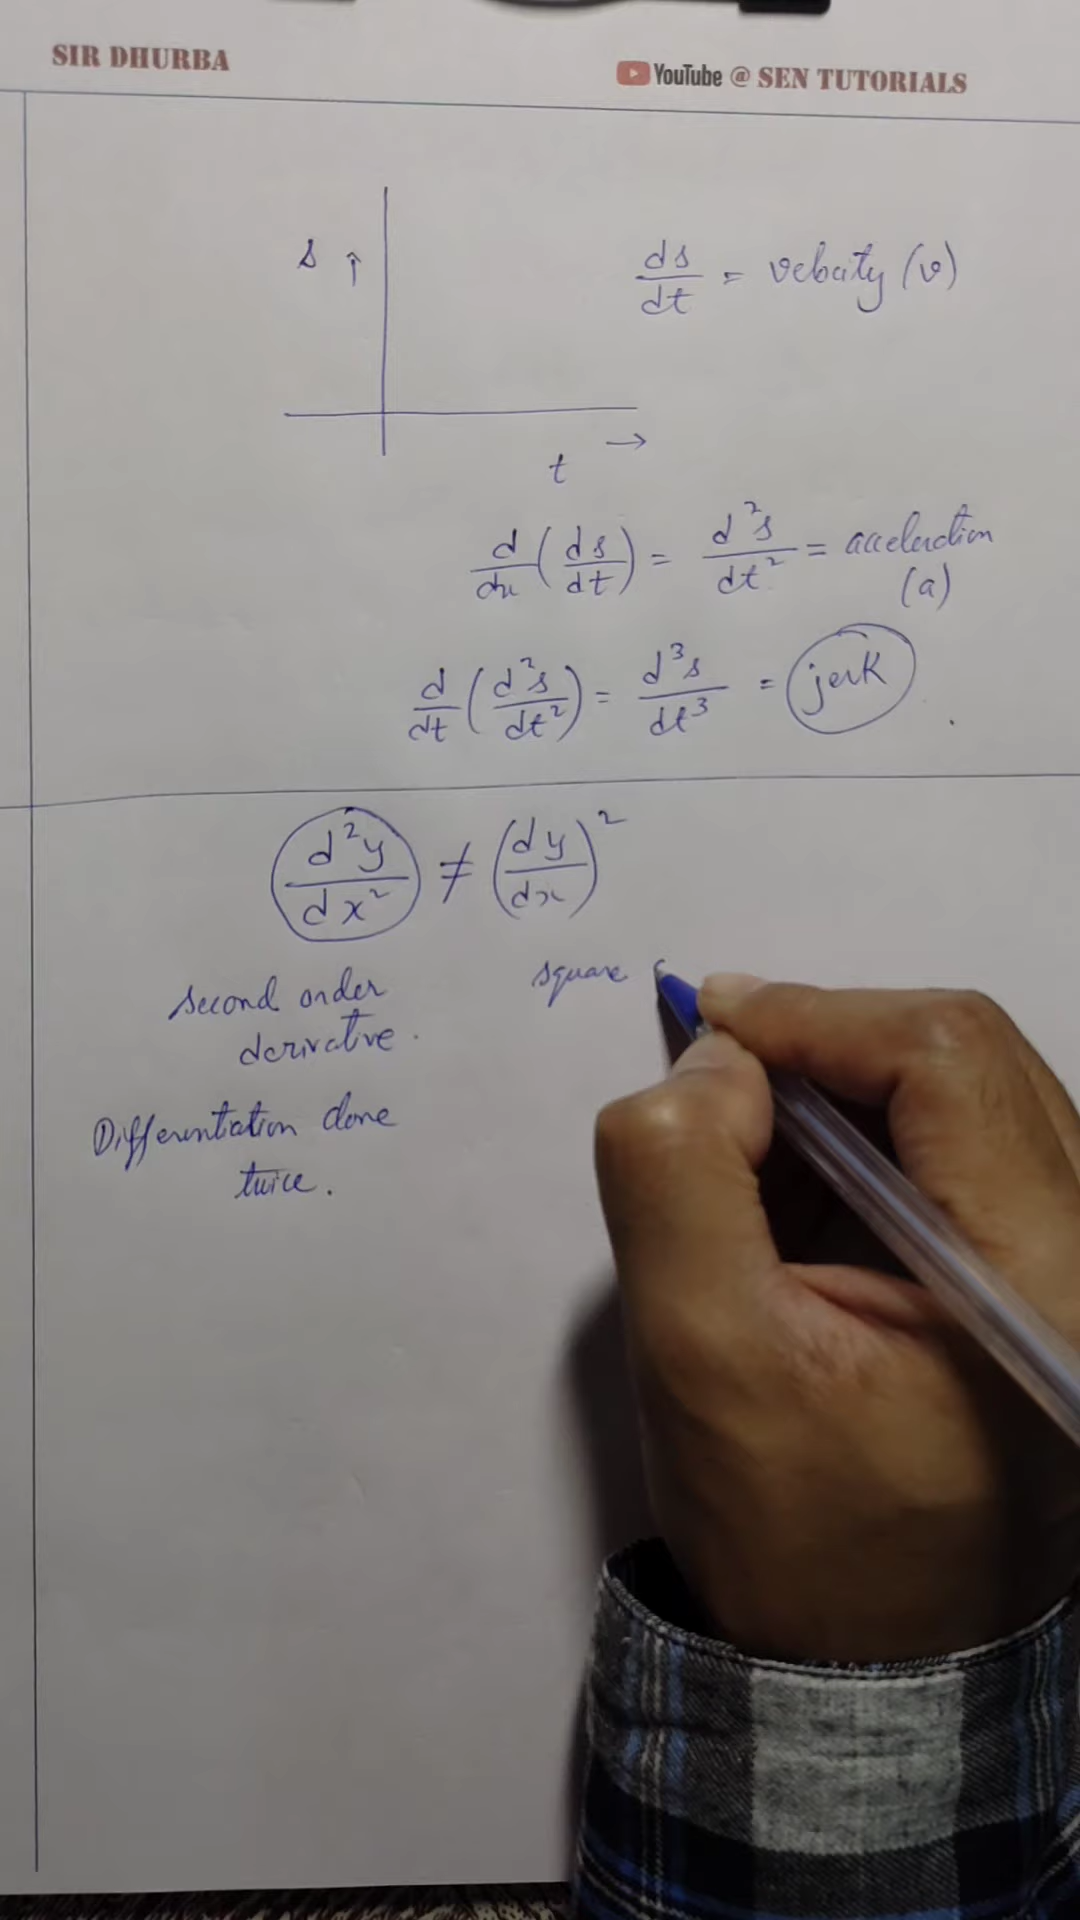 SIR DHURBA
YouTube @ SEN TUTORIALS
s ↑
ds/dt = velocity (v)
t →
d/dx (ds/dt) = d²s/dt² = acceleration
(a)
d/dt (d²s/dt²) = d³s/dt³ = jerk
d²y/dx² ≠ (dy/dx)²
second order
derivative.
square
Differentiation done
twice.